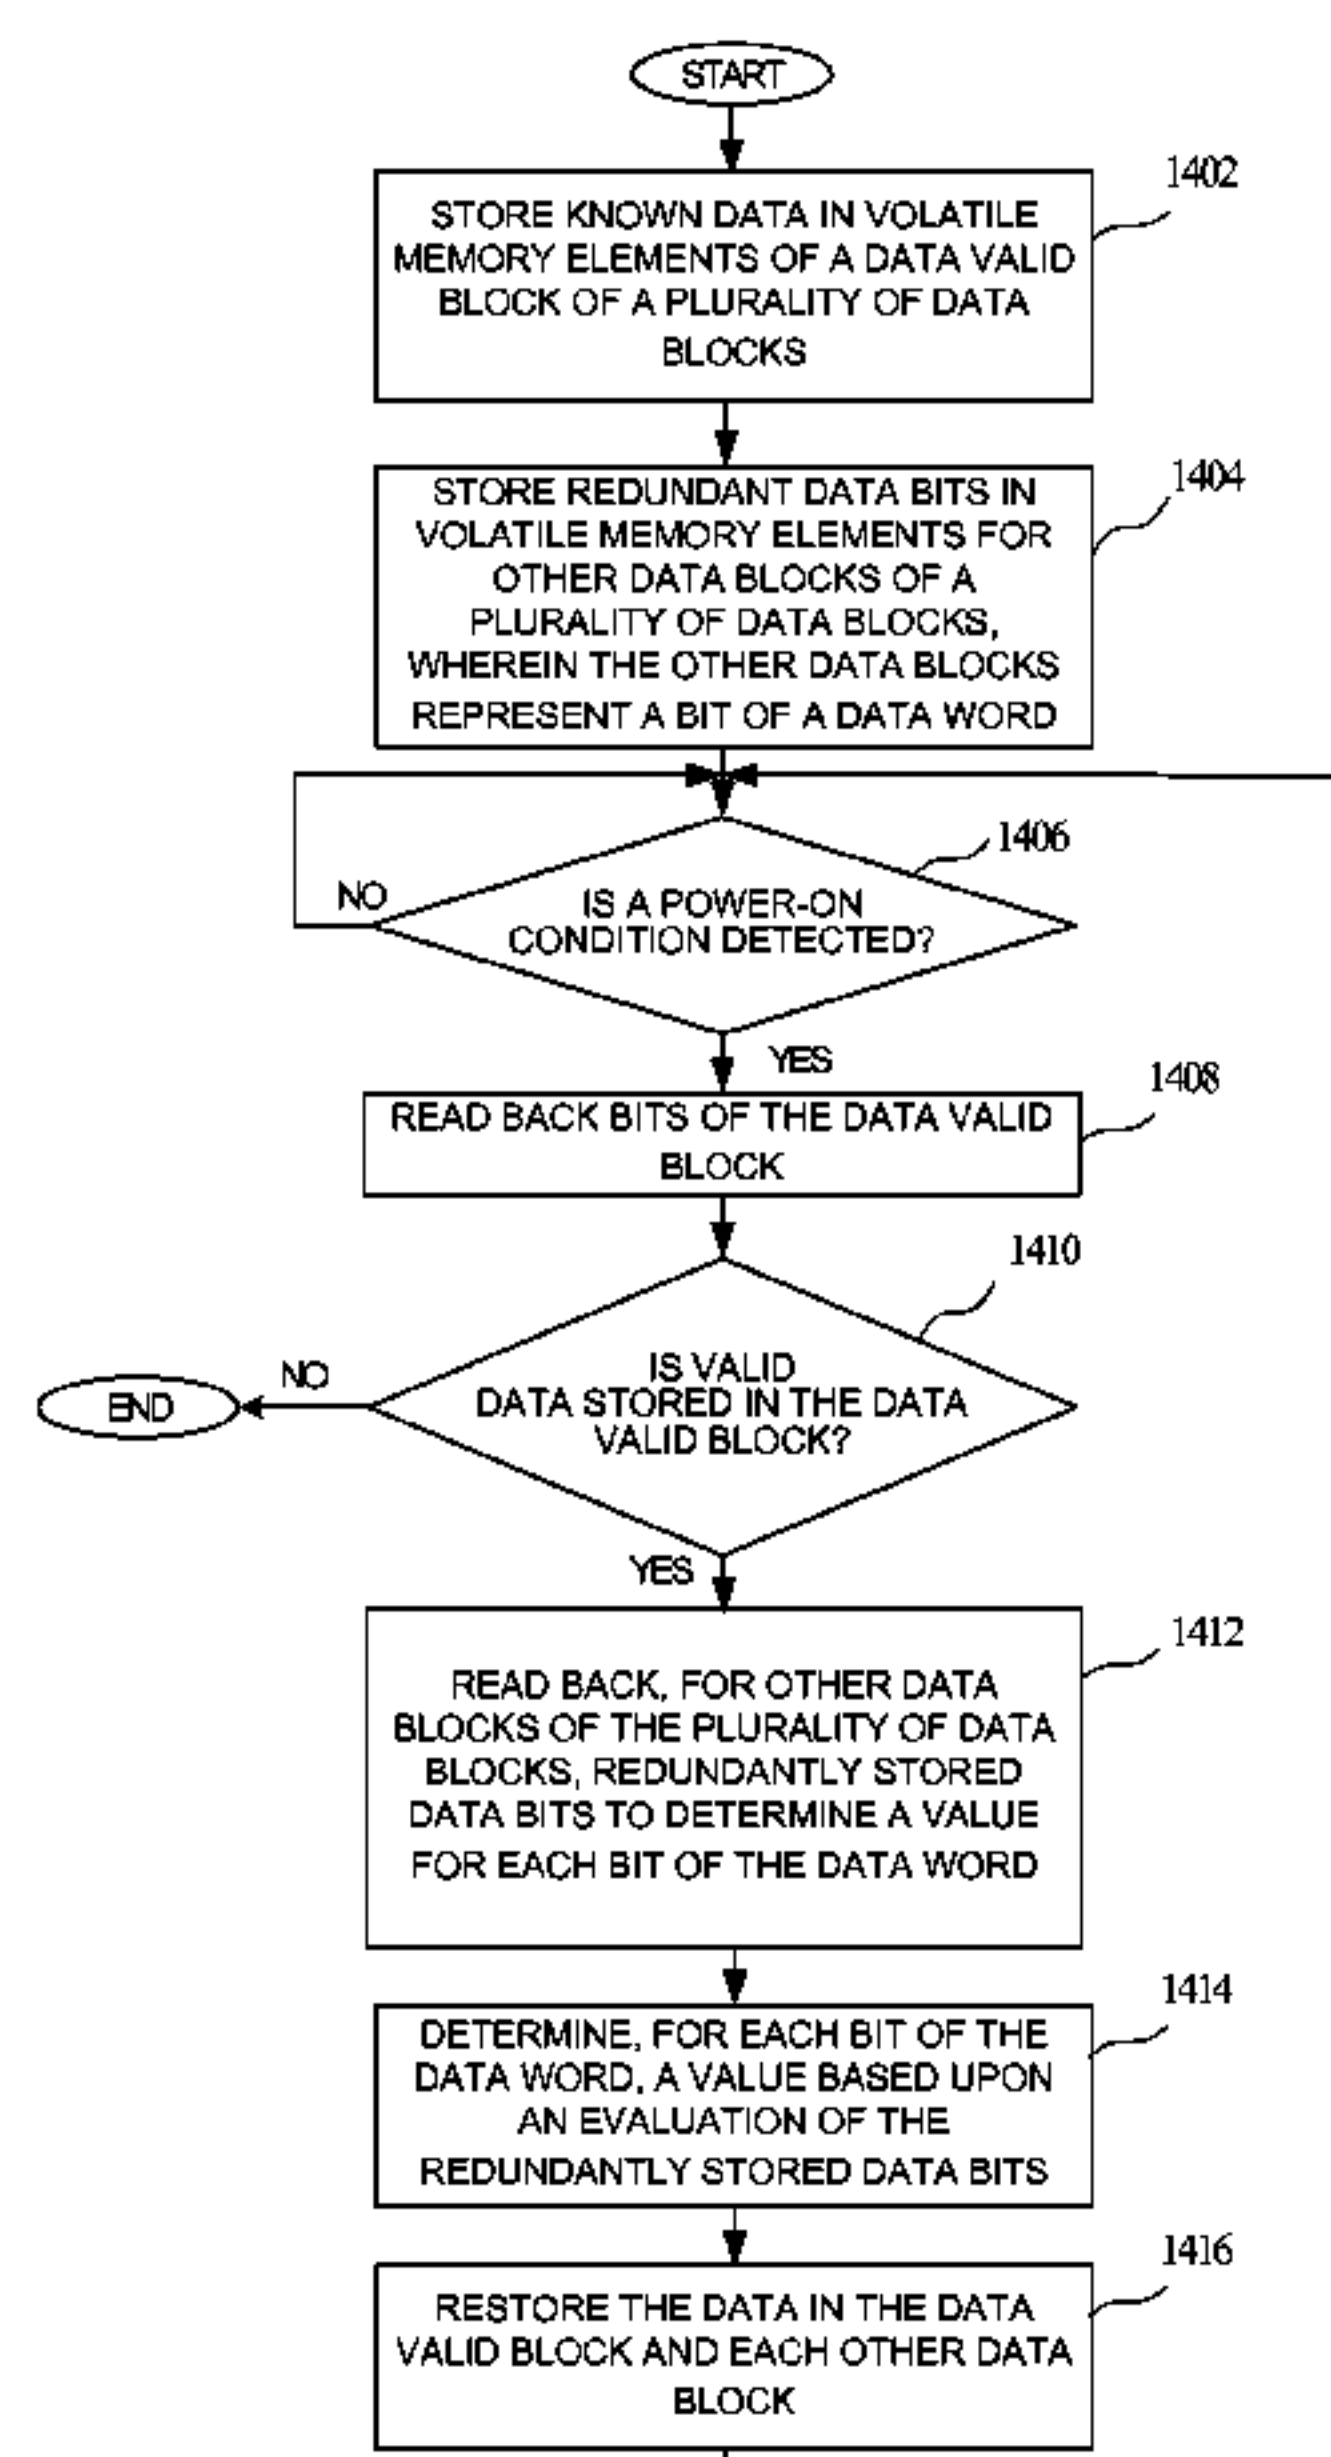 START
1402
STORE KNOWN DATA IN VOLATILE
MEMORY ELEMENTS OF A DATA VALID
BLOCK OF A PLURALITY OF DATA
BLOCKS
1404
STORE REDUNDANT DATA BITS IN
VOLATILE MEMORY ELEMENTS FOR
OTHER DATA BLOCKS OF A
PLURALITY OF DATA BLOCKS,
WHEREIN THE OTHER DATA BLOCKS
REPRESENT A BIT OF A DATA WORD
1406
NO
IS A POWER-ON
CONDITION DETECTED?
YES
1408
READ BACK BITS OF THE DATA VALID
BLOCK
1410
IS VALID
DATA STORED IN THE DATA
VALID BLOCK?
NO
END
YES
1412
READ BACK, FOR OTHER DATA
BLOCKS OF THE PLURALITY OF DATA
BLOCKS, REDUNDANTLY STORED
DATA BITS TO DETERMINE A VALUE
FOR EACH BIT OF THE DATA WORD
1414
DETERMINE, FOR EACH BIT OF THE
DATA WORD, A VALUE BASED UPON
AN EVALUATION OF THE
REDUNDANTLY STORED DATA BITS
1416
RESTORE THE DATA IN THE DATA
VALID BLOCK AND EACH OTHER DATA
BLOCK